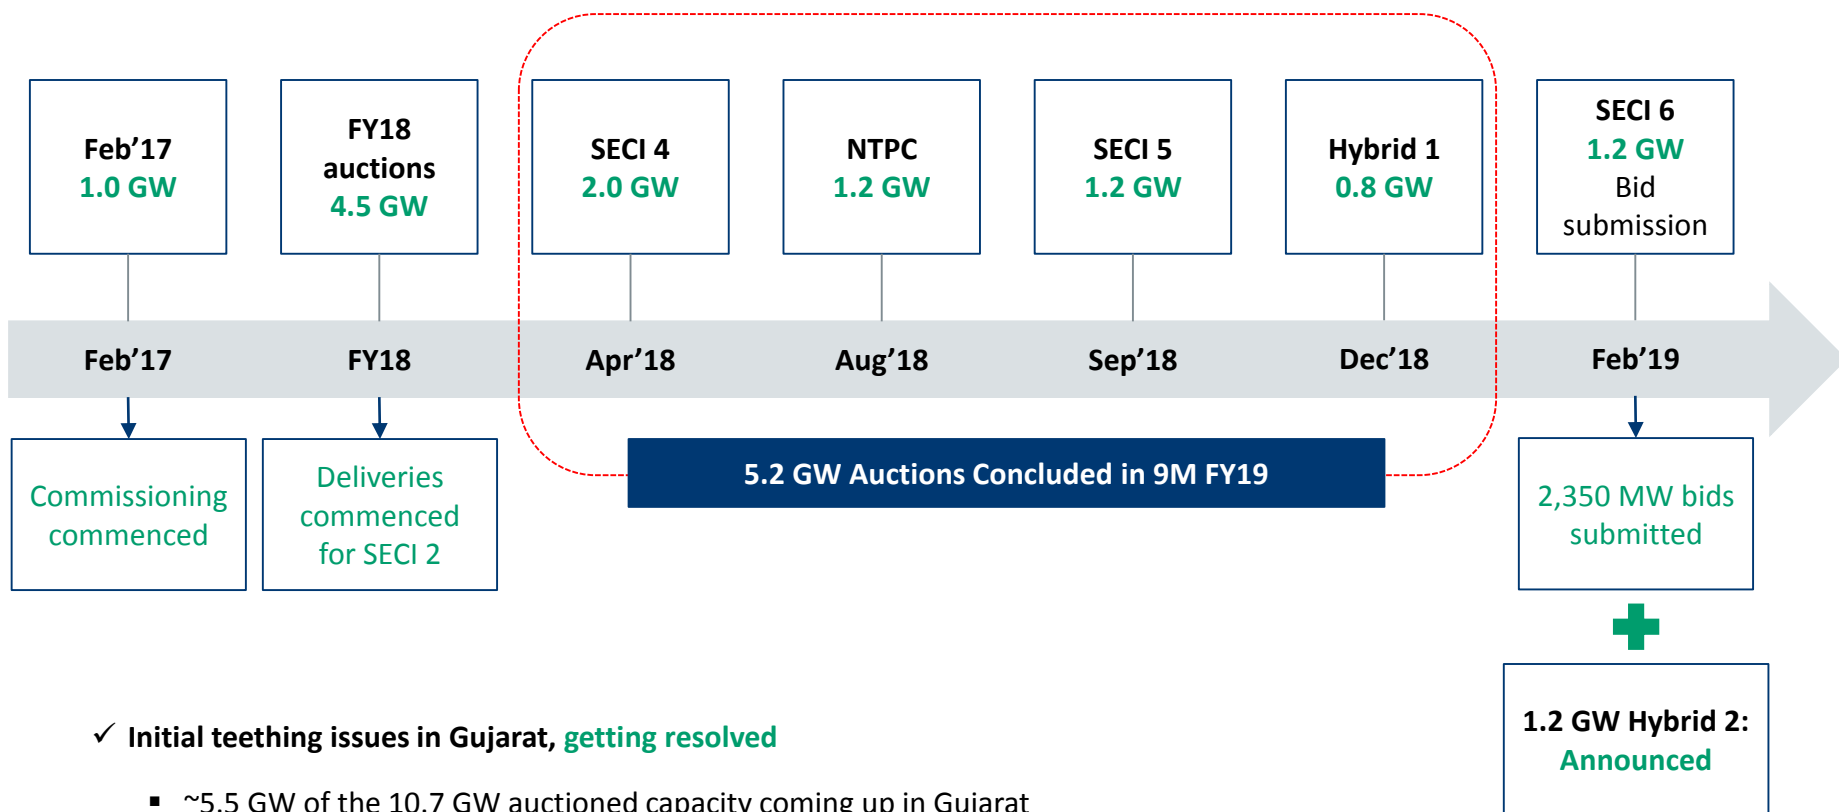 Feb’17
1.0 GW
FY18
auctions
4.5 GW
SECI 4
2.0 GW
NTPC
1.2 GW
SECI 5
1.2 GW
Hybrid 1
0.8 GW
SECI 6
1.2 GW
Bid
submission
Feb’17
FY18
Apr’18
Aug’18
Sep’18
Dec’18
Feb’19
Commissioning
commenced
Deliveries
commenced
for SECI 2
5.2 GW Auctions Concluded in 9M FY19
2,350 MW bids
submitted
1.2 GW Hybrid 2:
Announced
✓ Initial teething issues in Gujarat, getting resolved
▪ ~5.5 GW of the 10.7 GW auctioned capacity coming up in Gujarat